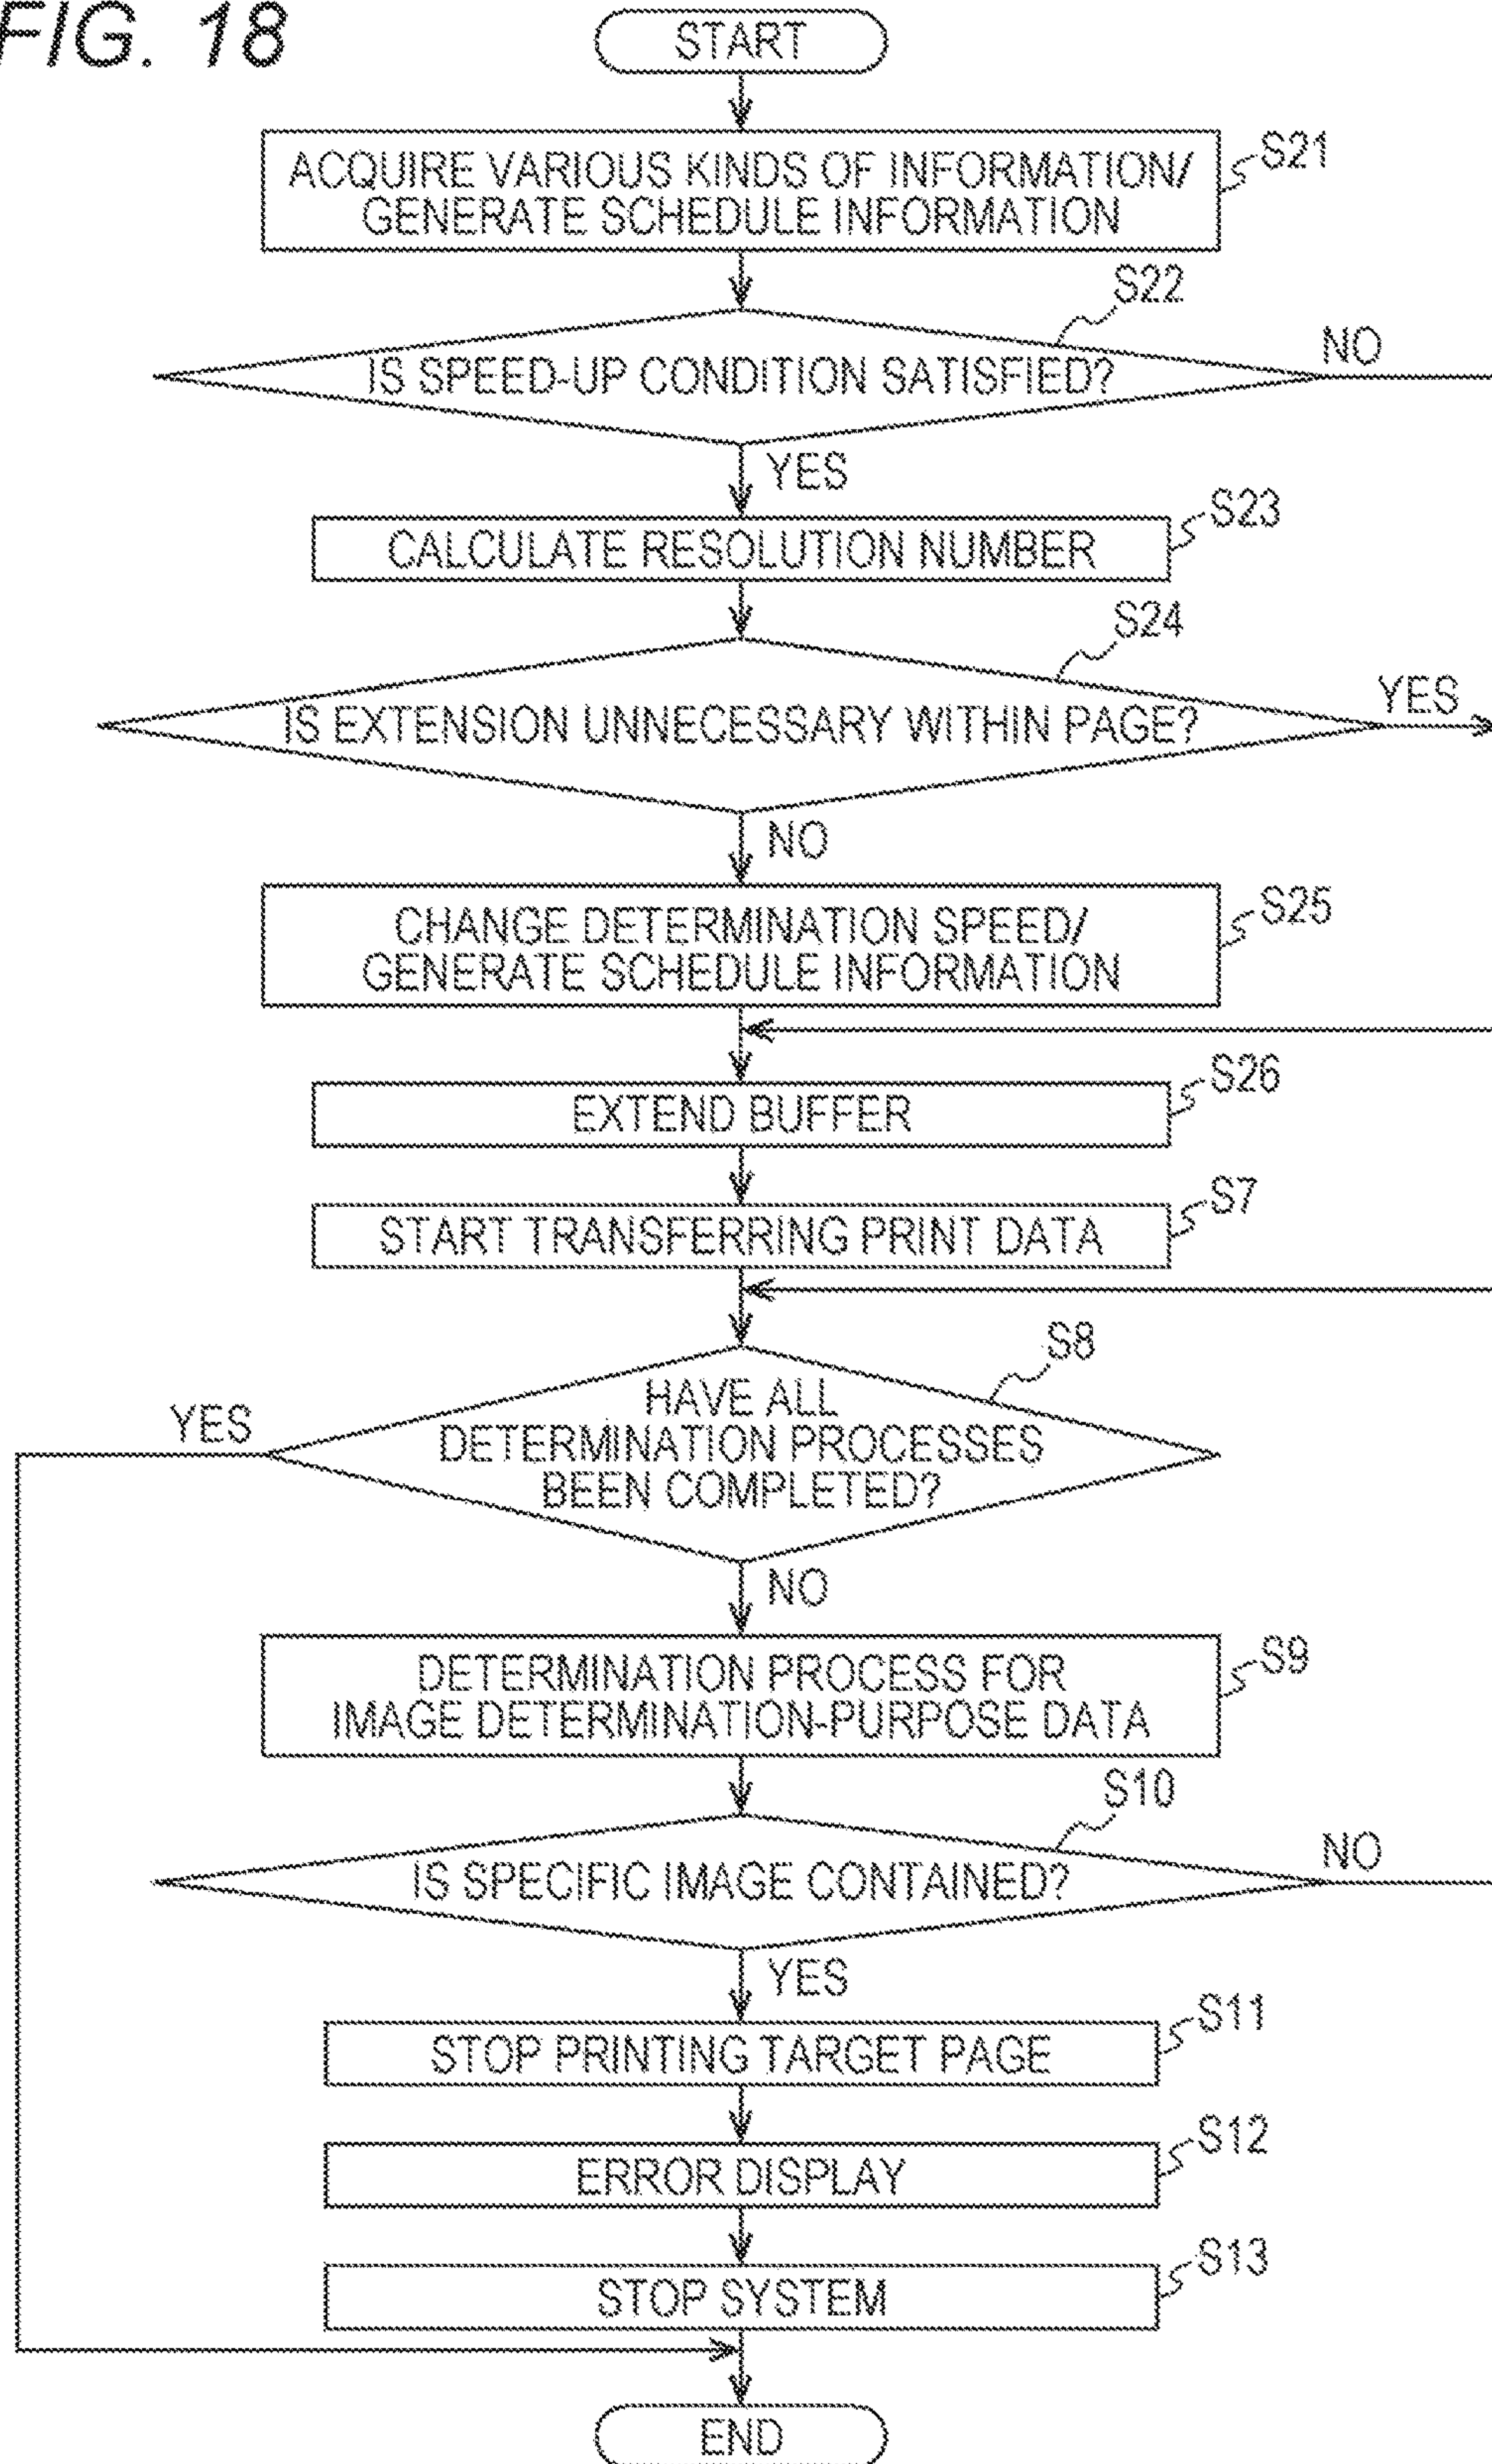 FIG. 18
START
ACQUIRE VARIOUS KINDS OF INFORMATION/
GENERATE SCHEDULE INFORMATION
S21
S22
IS SPEED-UP CONDITION SATISFIED?
NO
YES
CALCULATE RESOLUTION NUMBER
S23
S24
IS EXTENSION UNNECESSARY WITHIN PAGE?
YES
NO
CHANGE DETERMINATION SPEED/
GENERATE SCHEDULE INFORMATION
S25
EXTEND BUFFER
S26
START TRANSFERRING PRINT DATA
S7
S8
HAVE ALL
DETERMINATION PROCESSES
BEEN COMPLETED?
YES
NO
DETERMINATION PROCESS FOR
IMAGE DETERMINATION-PURPOSE DATA
S9
S10
IS SPECIFIC IMAGE CONTAINED?
NO
YES
STOP PRINTING TARGET PAGE
S11
ERROR DISPLAY
S12
STOP SYSTEM
S13
END